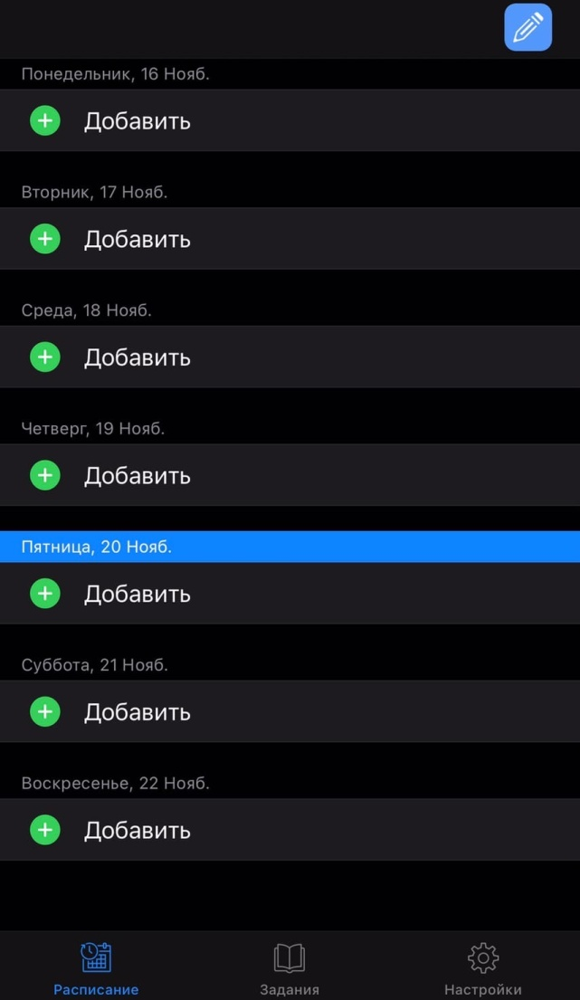 Понедельник, 16 Нояб.
Добавить
Вторник, 17 Нояб.
Добавить
Среда, 18 Нояб.
Добавить
Четверг, 19 Нояб.
Добавить
Пятница, 20 Нояб.
Добавить
Суббота, 21 Нояб.
Добавить
Воскресенье, 22 Нояб.
Добавить
Расписание Задания Настройки